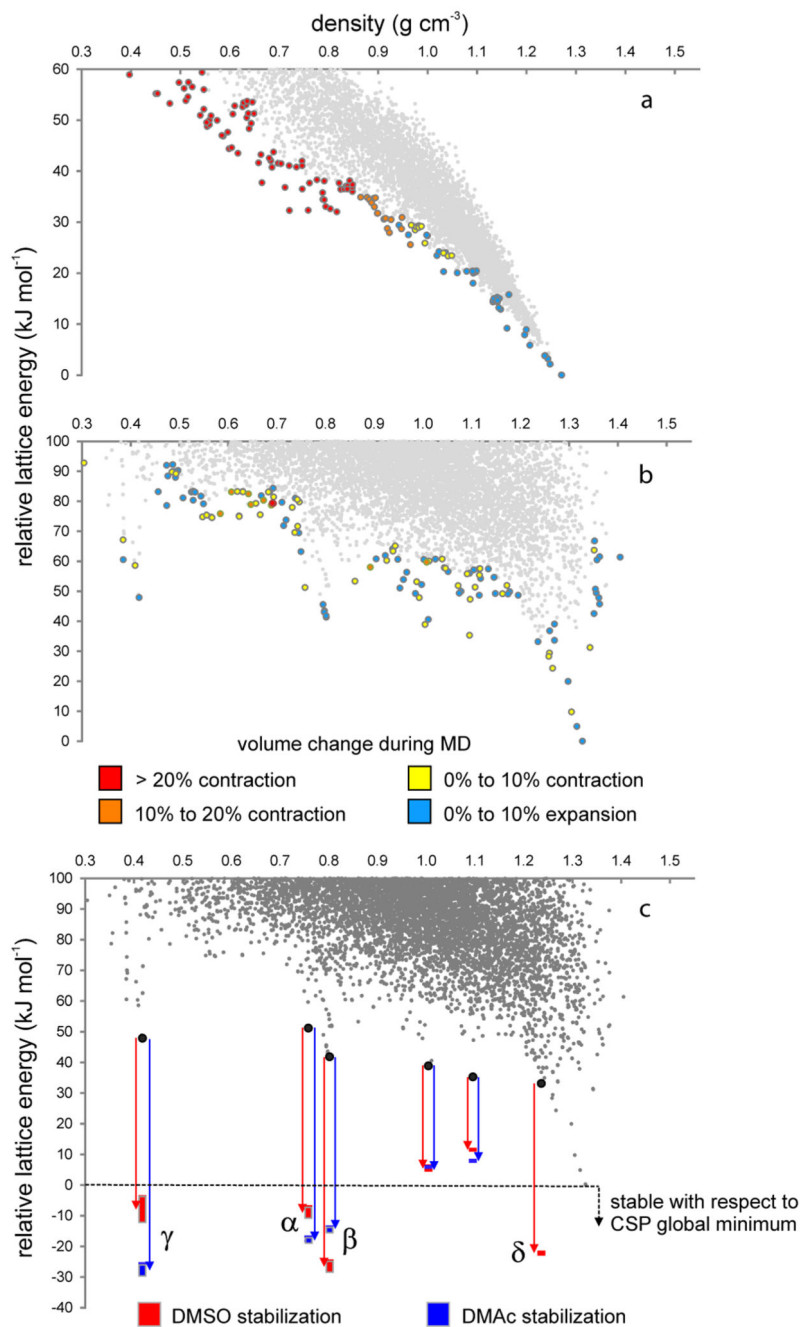 density (g cm-3)
0.3 0.4 0.5 0.6 0.7 0.8 0.9 1.0 1.1 1.2 1.3 1.4 1.5
a
60
50
40
30
20
10
0
relative lattice energy (kJ mol-1)
0.3 0.4 0.5 0.6 0.7 0.8 0.9 1.0 1.1 1.2 1.3 1.4 1.5
b
100
90
80
70
60
50
40
30
20
10
0
volume change during MD
> 20% contraction
0% to 10% contraction
10% to 20% contraction
0% to 10% expansion
0.3 0.4 0.5 0.6 0.7 0.8 0.9 1.0 1.1 1.2 1.3 1.4 1.5
c
relative lattice energy (kJ mol-1)
100
90
80
70
60
50
40
30
20
10
0
-10
-20
-30
-40
γ
α
β
δ
stable with respect to
CSP global minimum
DMSO stabilization
DMAc stabilization